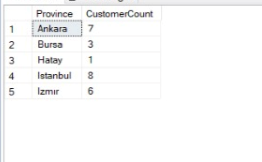 Province CustomerCount
1 Ankara 7
2 Bursa 3
3 Hatay 1
4 Istanbul 8
5 Izmir 6